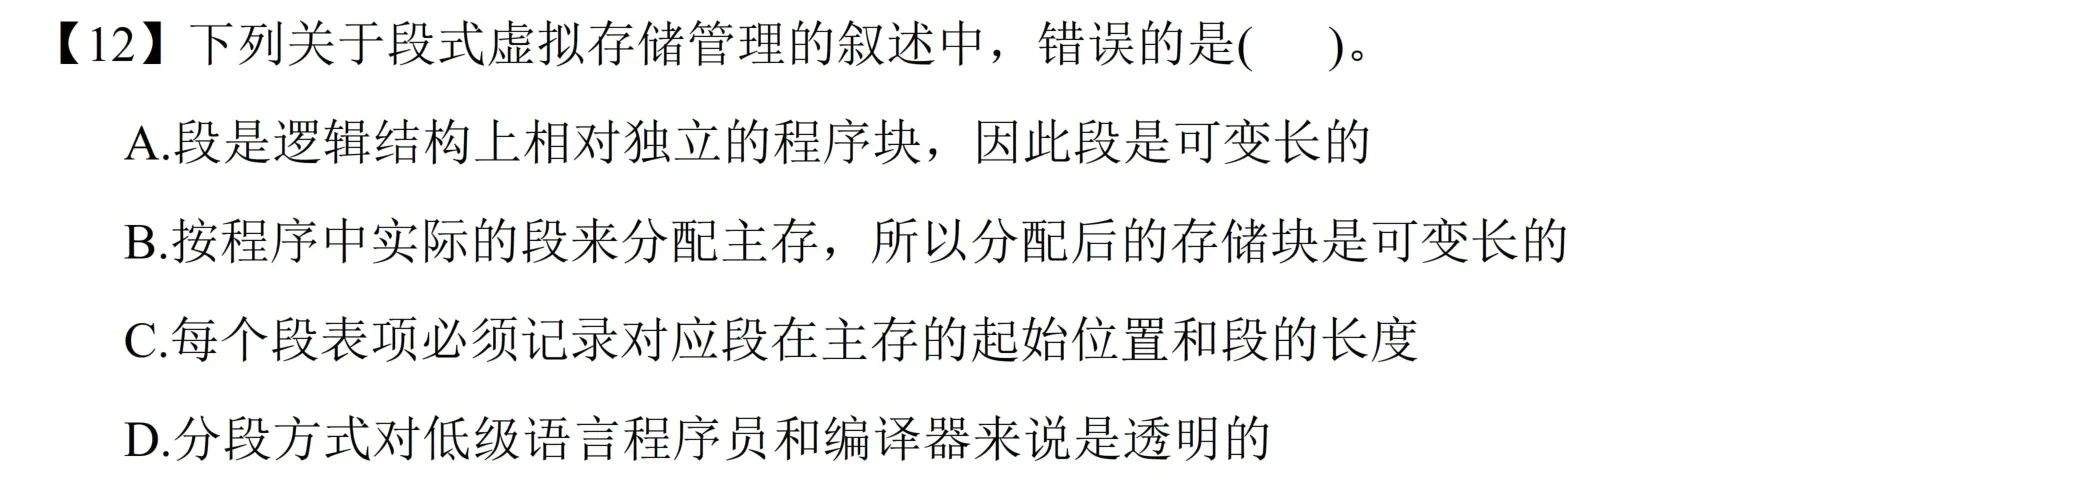 【12】下列关于段式虚拟存储管理的叙述中，错误的是(　)。
A.段是逻辑结构上相对独立的程序块，因此段是可变长的
B.按程序中实际的段来分配主存，所以分配后的存储块是可变长的
C.每个段表项必须记录对应段在主存的起始位置和段的长度
D.分段方式对低级语言程序员和编译器来说是透明的